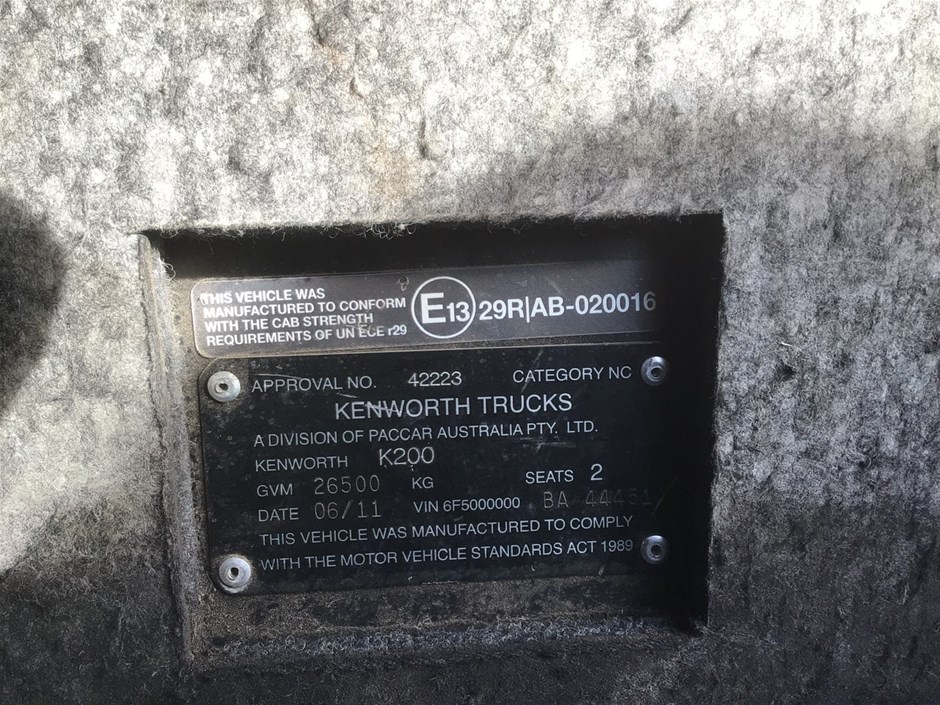 THIS VEHICLE WAS
MANUFACTURED TO CONFORM
WITH THE CAB STRENGTH
REQUIREMENTS OF UN ECE r29
E13 29R|AB-020016
APPROVAL NO. 42223 CATEGORY NC
KENWORTH TRUCKS
A DIVISION OF PACCAR AUSTRALIA PTY. LTD.
KENWORTH K200
GVM 26500 KG SEATS 2
DATE 06/11 VIN 6F5000000 BA 44451
THIS VEHICLE WAS MANUFACTURED TO COMPLY
WITH THE MOTOR VEHICLE STANDARDS ACT 1989